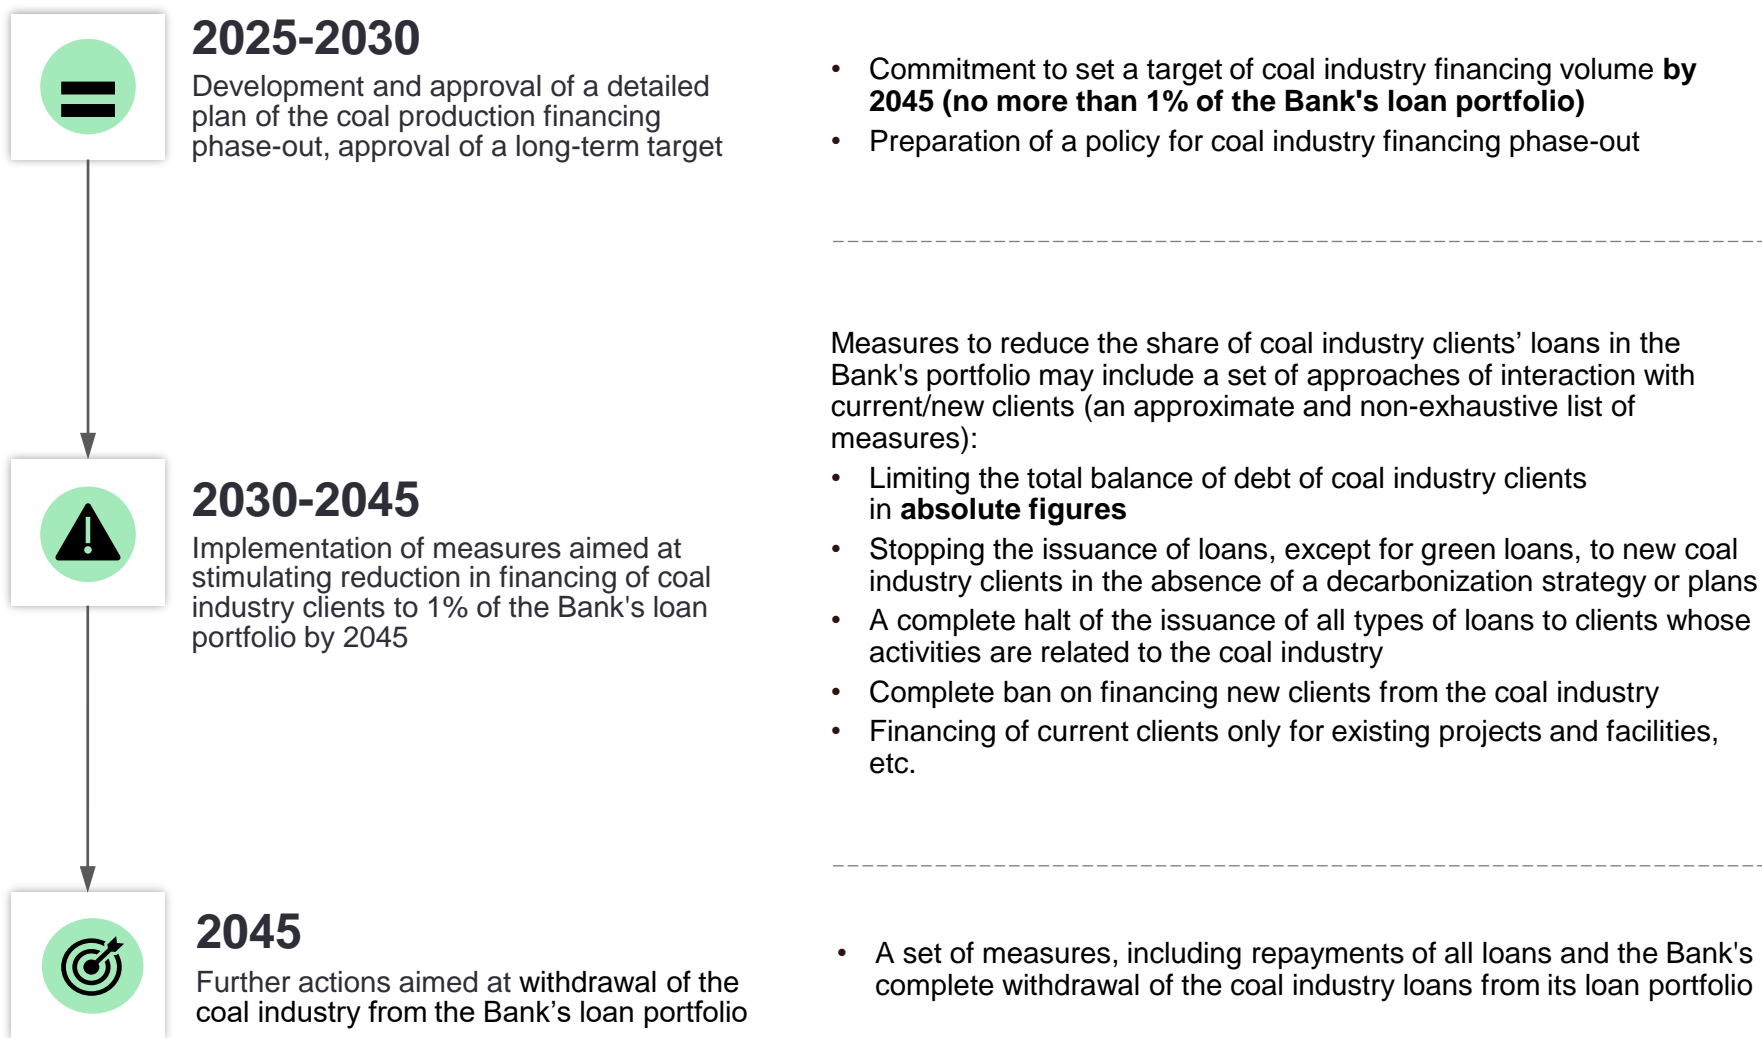 2025-2030
Development and approval of a detailed
plan of the coal production financing
phase-out, approval of a long-term target
• Commitment to set a target of coal industry financing volume by
2045 (no more than 1% of the Bank's loan portfolio)
• Preparation of a policy for coal industry financing phase-out
2030-2045
Implementation of measures aimed at
stimulating reduction in financing of coal
industry clients to 1% of the Bank's loan
portfolio by 2045
Measures to reduce the share of coal industry clients’ loans in the
Bank's portfolio may include a set of approaches of interaction with
current/new clients (an approximate and non-exhaustive list of
measures):
• Limiting the total balance of debt of coal industry clients
in absolute figures
• Stopping the issuance of loans, except for green loans, to new coal
industry clients in the absence of a decarbonization strategy or plans
• A complete halt of the issuance of all types of loans to clients whose
activities are related to the coal industry
• Complete ban on financing new clients from the coal industry
• Financing of current clients only for existing projects and facilities,
etc.
2045
Further actions aimed at withdrawal of the
coal industry from the Bank’s loan portfolio
• A set of measures, including repayments of all loans and the Bank's
complete withdrawal of the coal industry loans from its loan portfolio